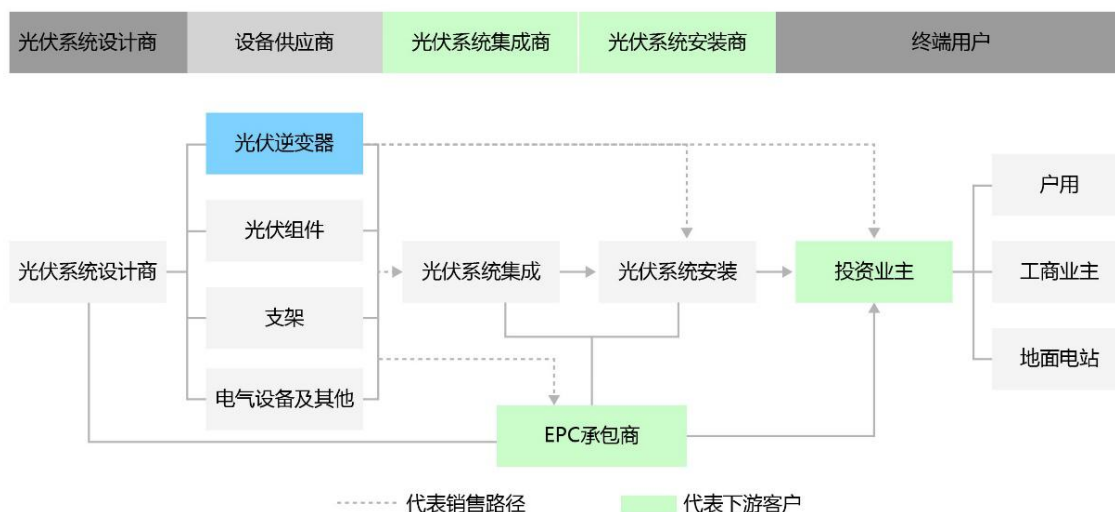 光伏系统设计商
设备供应商
光伏系统集成商
光伏系统安装商
终端用户
光伏逆变器
光伏组件
支架
电气设备及其他
光伏系统设计商
光伏系统集成
光伏系统安装
投资业主
户用
工商业主
地面电站
EPC承包商
代表销售路径
代表下游客户